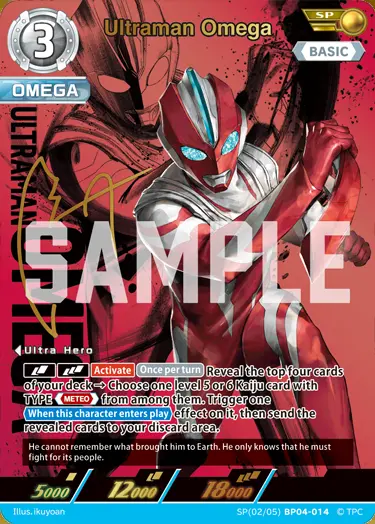 3
Ultraman Omega
SP
BASIC
OMEGA
ULTRAMAN OMEGA
SAMPLE
Ultra Hero
Activate Once per turn Reveal the top four cards
of your deck ⇒ Choose one level 5 or 6 Kaiju card with
TYPE METEO from among them. Trigger one
When this character enters play effect on it, then send the
revealed cards to your discard area.
He cannot remember what brought him to Earth. He only knows that he must
fight for its people.
5000 12000 18000
Illus. ikuyoan SP(02/05) BP04-014 © TPC